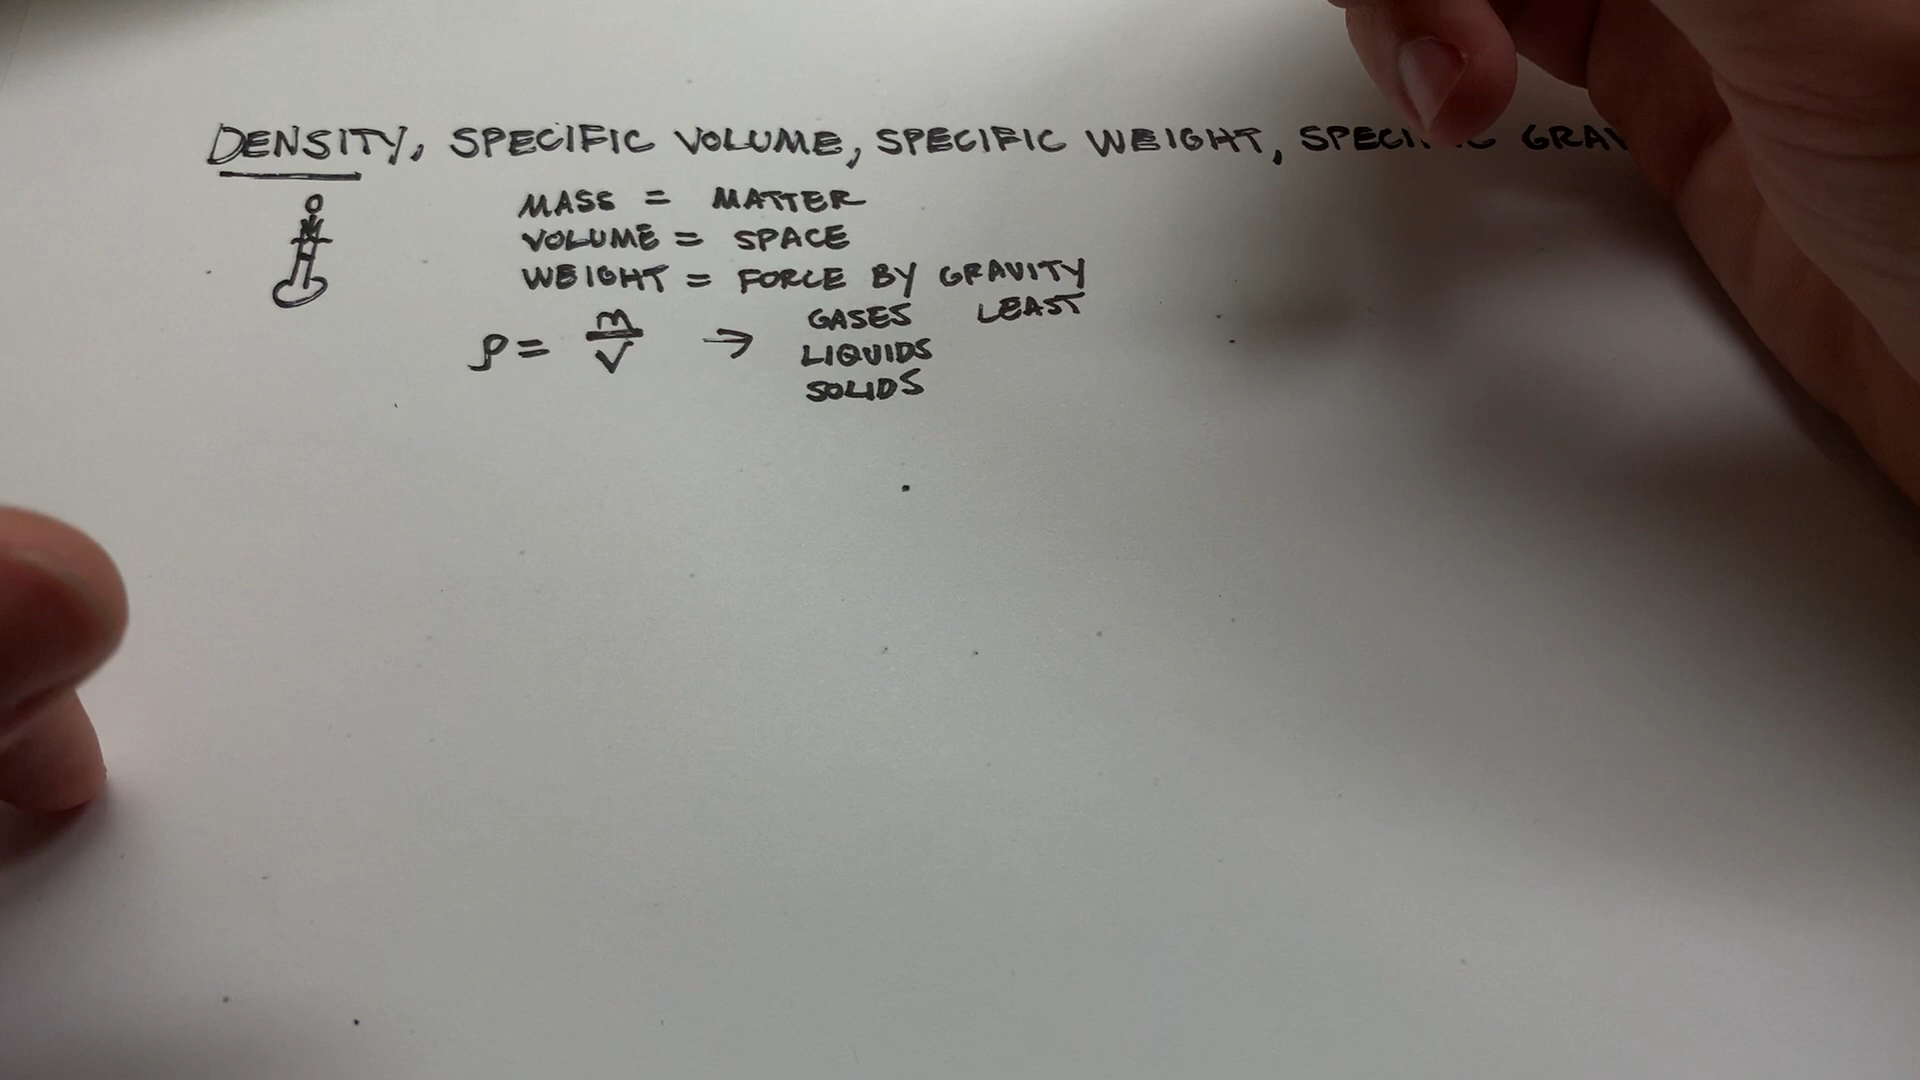 DENSITY, SPECIFIC VOLUME, SPECIFIC WEIGHT,
MASS = MATTER
VOLUME = SPACE
WEIGHT = FORCE BY GRAVITY
ρ = m/V → GASES LEAST
LIQUIDS
SOLIDS